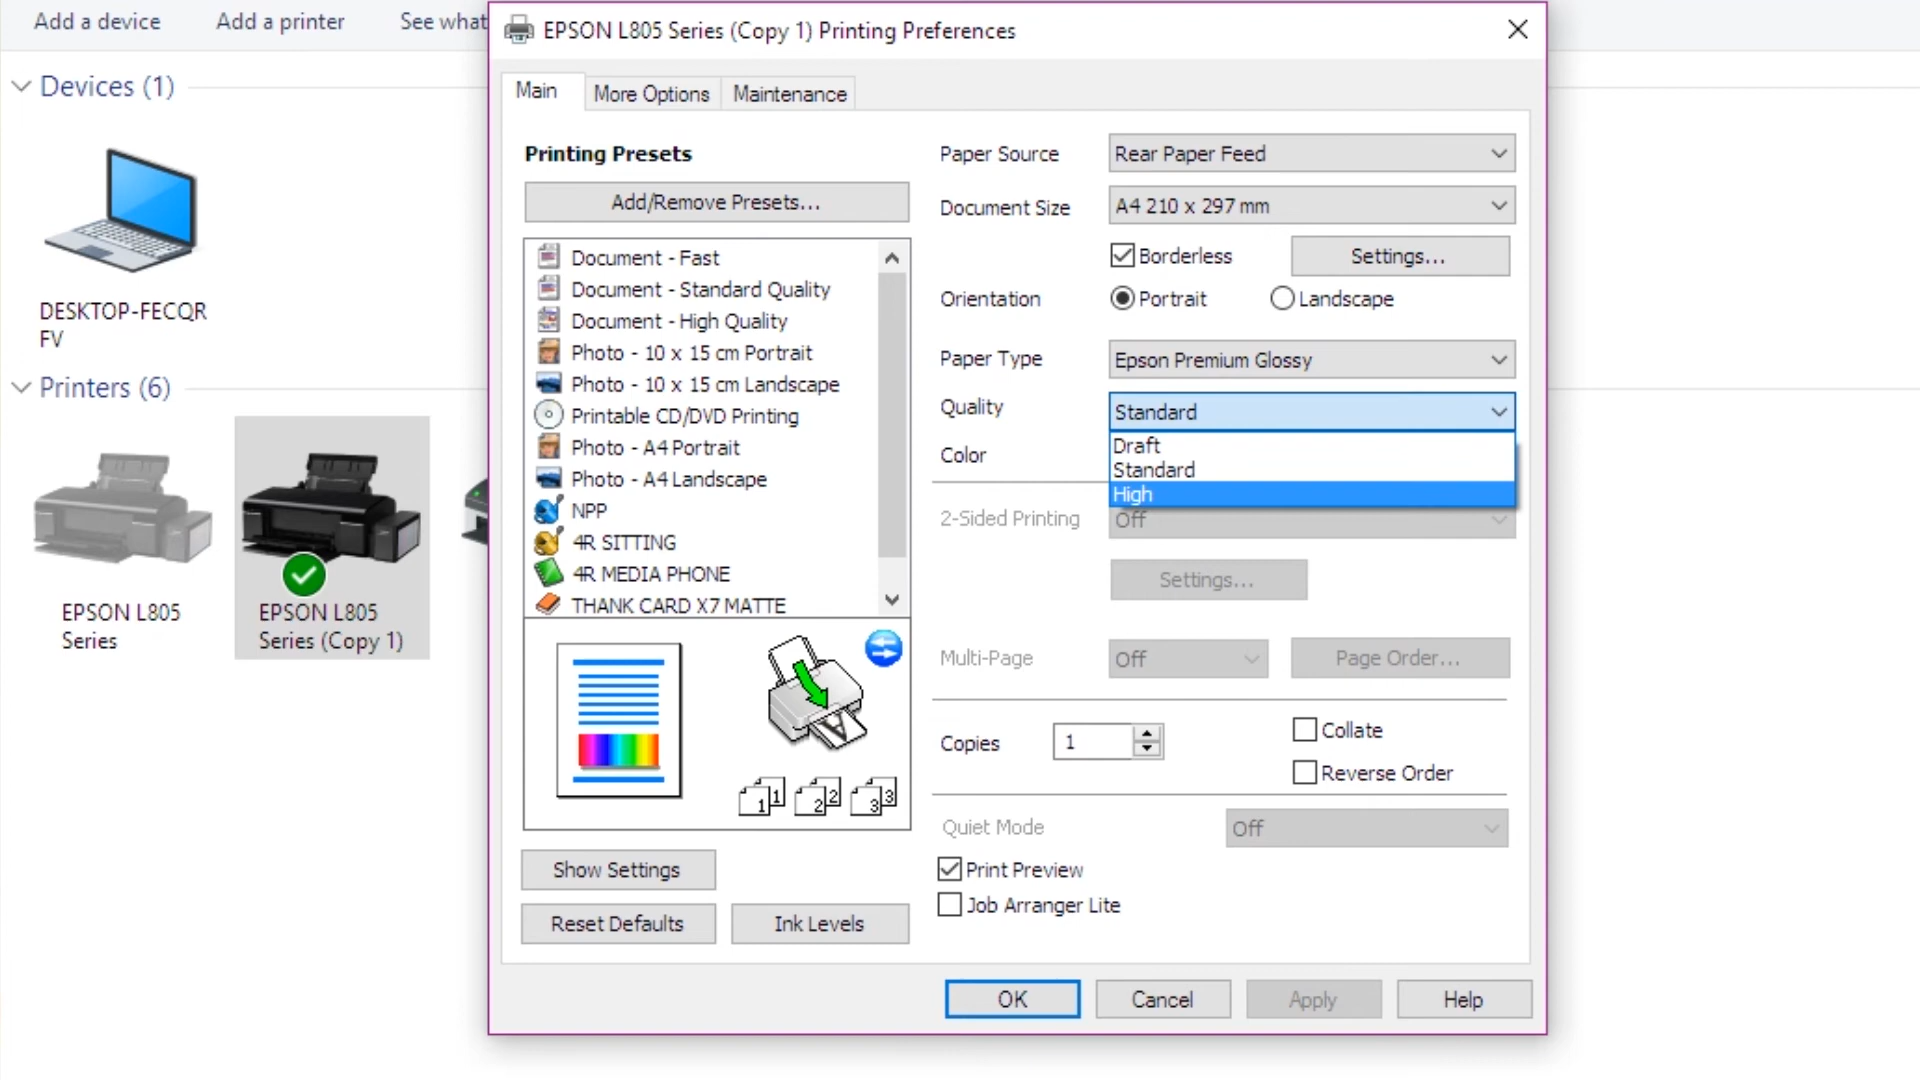 Add a device
Add a printer
See what
Devices (1)
DESKTOP-FECQR
FV
Printers (6)
EPSON L805
Series
EPSON L805
Series (Copy 1)
EPSON L805 Series (Copy 1) Printing Preferences
Main
More Options
Maintenance
Printing Presets
Add/Remove Presets...
Document - Fast
Document - Standard Quality
Document - High Quality
Photo - 10 x 15 cm Portrait
Photo - 10 x 15 cm Landscape
Printable CD/DVD Printing
Photo - A4 Portrait
Photo - A4 Landscape
NPP
4R SITTING
4R MEDIA PHONE
THANK CARD X7 MATTE
A
1 1
2 2
3 3
Show Settings
Reset Defaults
Ink Levels
Paper Source
Rear Paper Feed
Document Size
A4 210 x 297 mm
Borderless
Settings...
Orientation
Portrait
Landscape
Paper Type
Epson Premium Glossy
Quality
Standard
Draft
Standard
High
Color
2-Sided Printing
Off
Settings...
Multi-Page
Off
Page Order...
Copies
1
Collate
Reverse Order
Quiet Mode
Off
Print Preview
Job Arranger Lite
OK
Cancel
Apply
Help